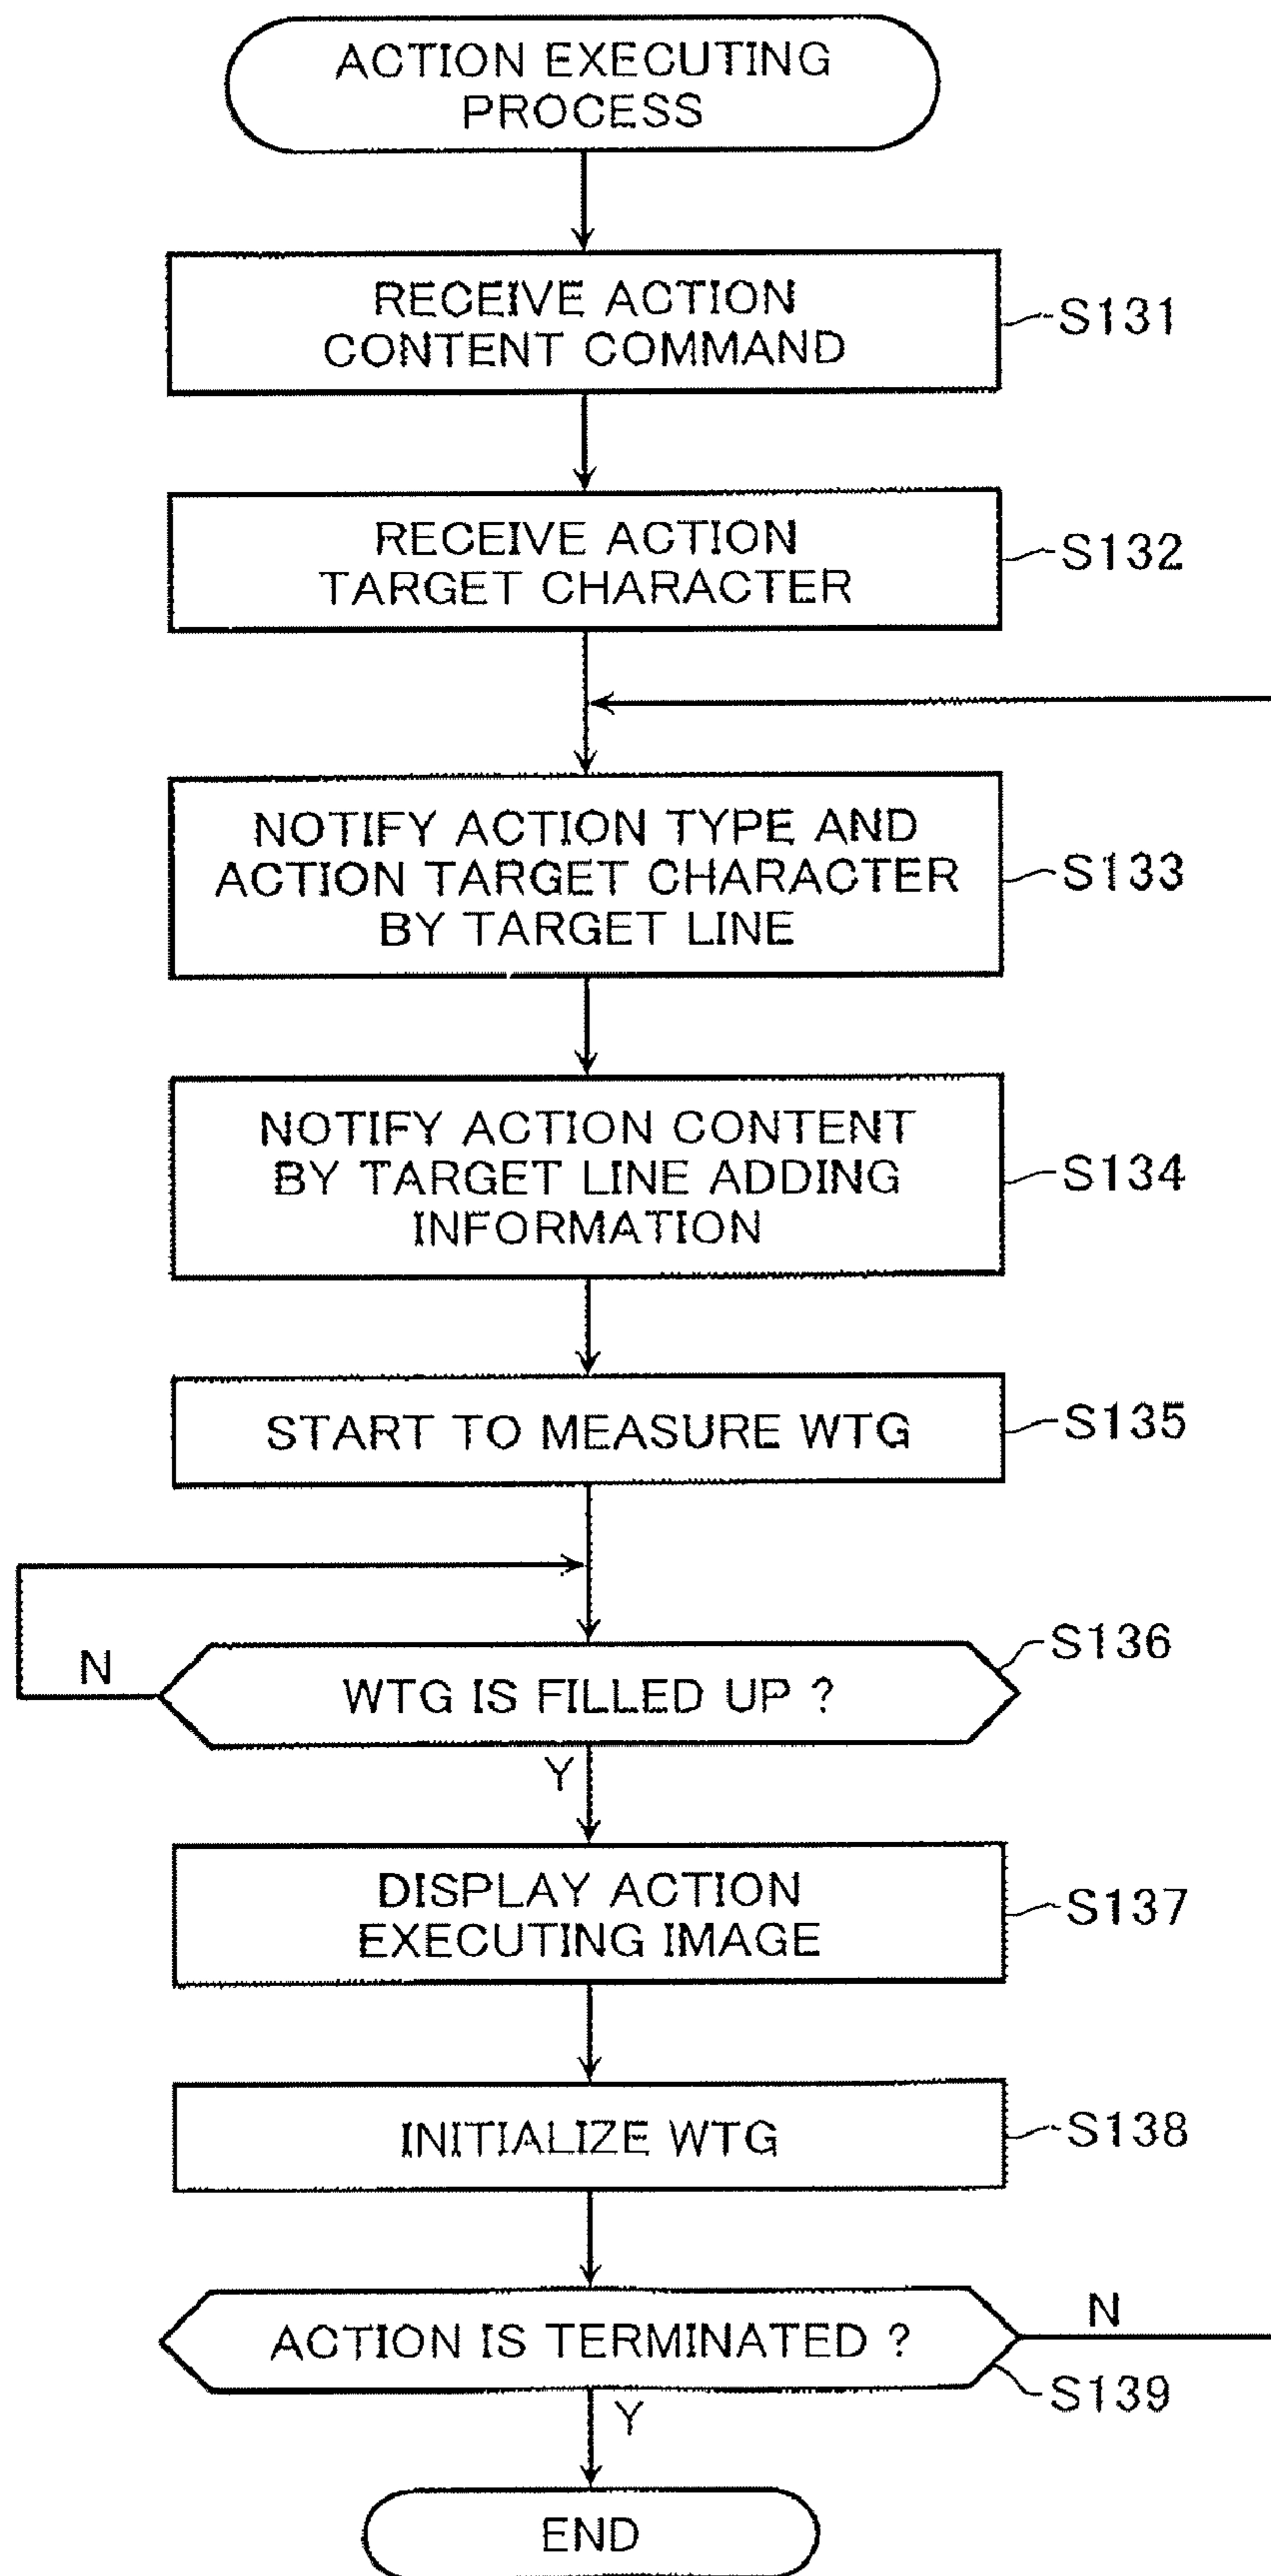 ACTION EXECUTING
PROCESS
RECEIVE ACTION
CONTENT COMMAND
S131
RECEIVE ACTION
TARGET CHARACTER
S132
NOTIFY ACTION TYPE AND
ACTION TARGET CHARACTER
BY TARGET LINE
S133
NOTIFY ACTION CONTENT
BY TARGET LINE ADDING
INFORMATION
S134
START TO MEASURE WTG
S135
S136
N
WTG IS FILLED UP ?
Y
DISPLAY ACTION
EXECUTING IMAGE
S137
INITIALIZE WTG
S138
N
ACTION IS TERMINATED ?
S139
Y
END